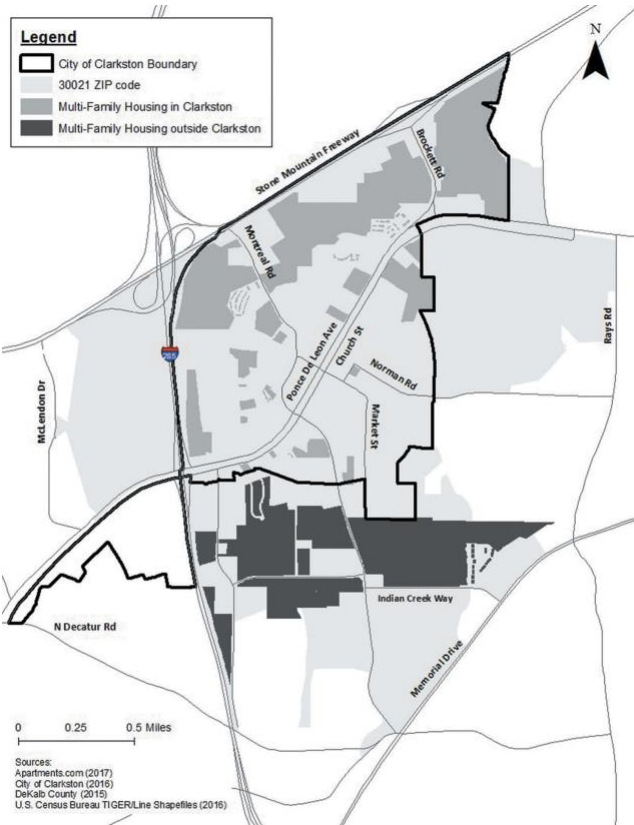 Legend
City of Clarkston Boundary
30021 ZIP code
Multi-Family Housing in Clarkston
Multi-Family Housing outside Clarkston
N
Stone Mountain Freeway
Brockett Rd
Montreal Rd
Rays Rd
285
Ponce De Leon Ave
Church St
Norman Rd
McLendon Dr
Market St
Indian Creek Way
N Decatur Rd
Memorial Drive
0 0.25 0.5 Miles
Sources:
Apartments.com (2017)
City of Clarkston (2016)
DeKalb County (2015)
U.S. Census Bureau TIGER/Line Shapefiles (2016)